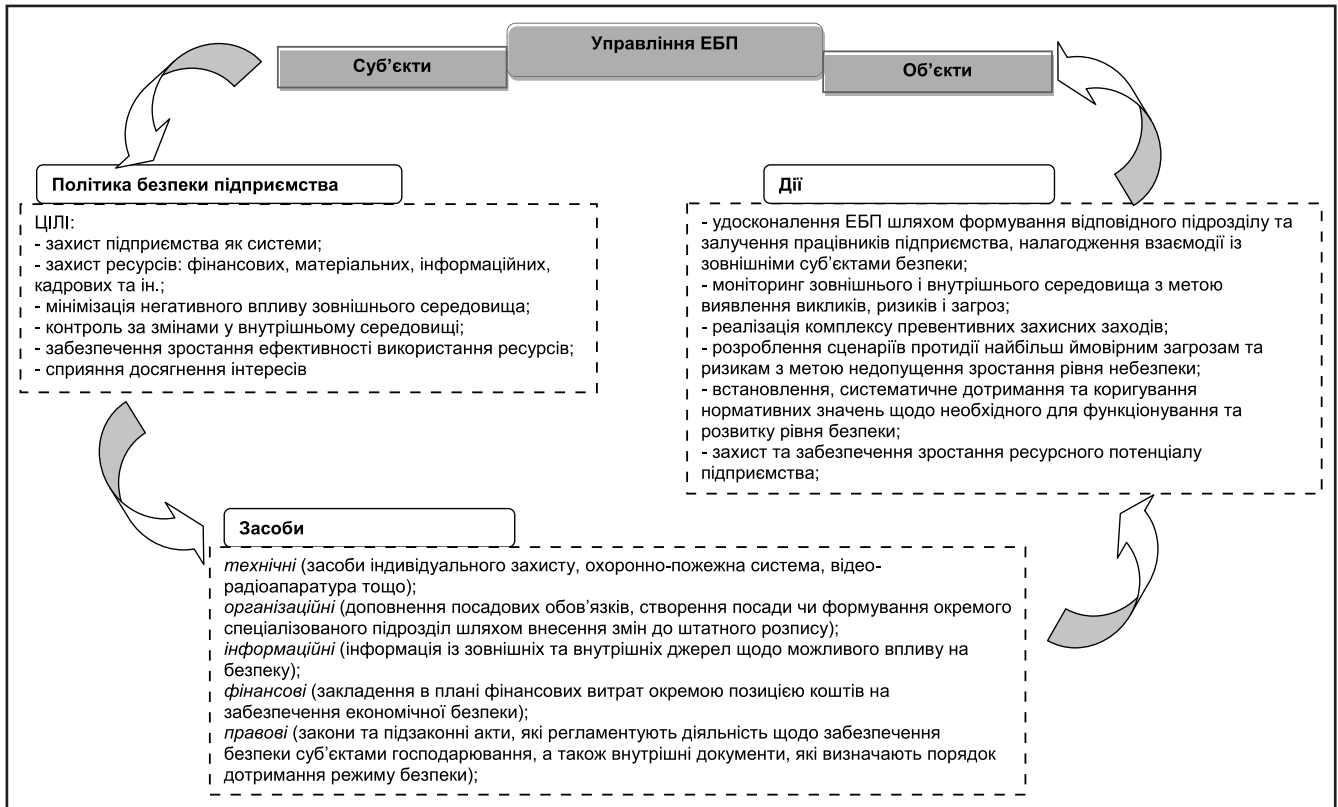 Управління ЕБП
Суб’єкти
Об’єкти
Політика безпеки підприємства
ЦІЛІ:
- захист підприємства як системи;
- захист ресурсів: фінансових, матеріальних, інформаційних,
кадрових та ін.;
- мінімізація негативного впливу зовнішнього середовища;
- контроль за змінами у внутрішньому середовищі;
- забезпечення зростання ефективності використання ресурсів;
- сприяння досягнення інтересів
Дії
- удосконалення ЕБП шляхом формування відповідного підрозділу та
залучення працівників підприємства, налагодження взаємодії із
зовнішніми суб’єктами безпеки;
- моніторинг зовнішнього і внутрішнього середовища з метою
виявлення викликів, ризиків і загроз;
- реалізація комплексу превентивних захисних заходів;
- розроблення сценаріїв протидії найбільш ймовірним загрозам та
ризикам з метою недопущення зростання рівня небезпеки;
- встановлення, систематичне дотримання та коригування
нормативних значень щодо необхідного для функціонування та
розвитку рівня безпеки;
- захист та забезпечення зростання ресурсного потенціалу
підприємства;
Засоби
технічні (засоби індивідуального захисту, охоронно-пожежна система, відео-
радіоапаратура тощо);
організаційні (доповнення посадових обов’язків, створення посади чи формування окремого
спеціалізованого підрозділ шляхом внесення змін до штатного розпису);
інформаційні (інформація із зовнішніх та внутрішніх джерел щодо можливого впливу на
безпеку);
фінансові (закладення в плані фінансових витрат окремою позицією коштів на
забезпечення економічної безпеки);
правові (закони та підзаконні акти, які регламентують діяльність щодо забезпечення
безпеки суб’єктами господарювання, а також внутрішні документи, які визначають порядок
дотримання режиму безпеки);